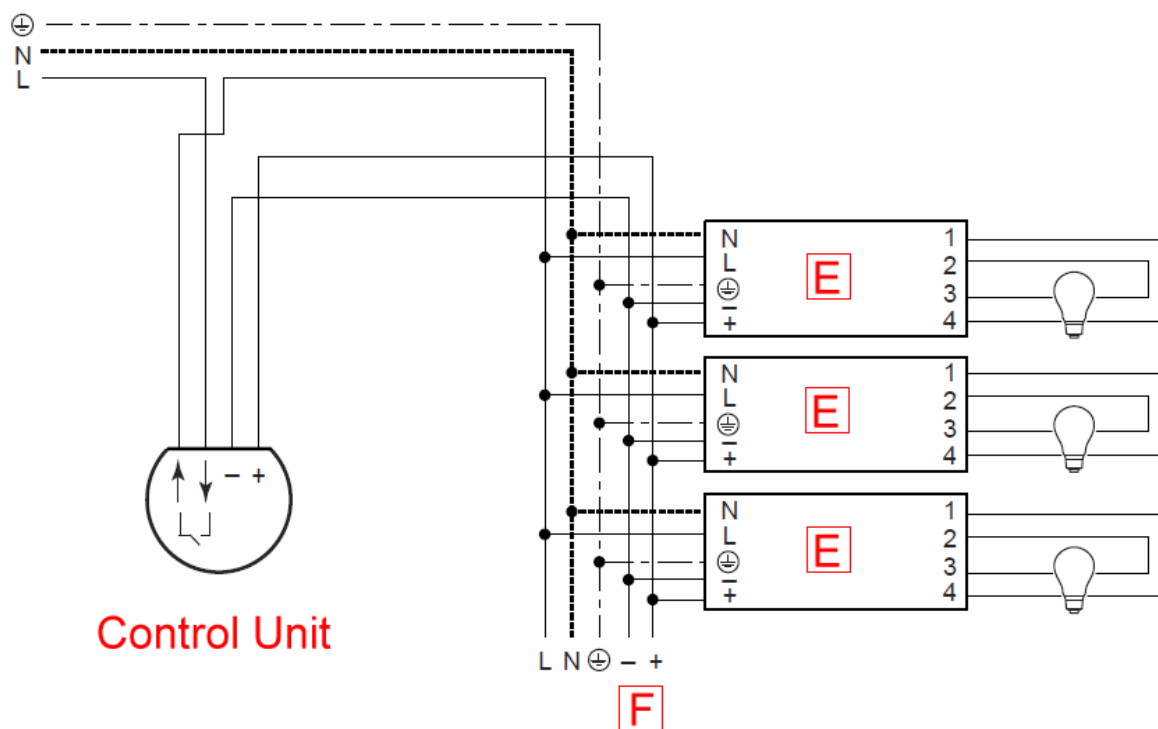 ⏚
N
L
N
L
⏚
–
+
E
1
2
3
4
N
L
⏚
–
+
E
1
2
3
4
N
L
⏚
–
+
E
1
2
3
4
– +
Control Unit
L N ⏚ – +
F